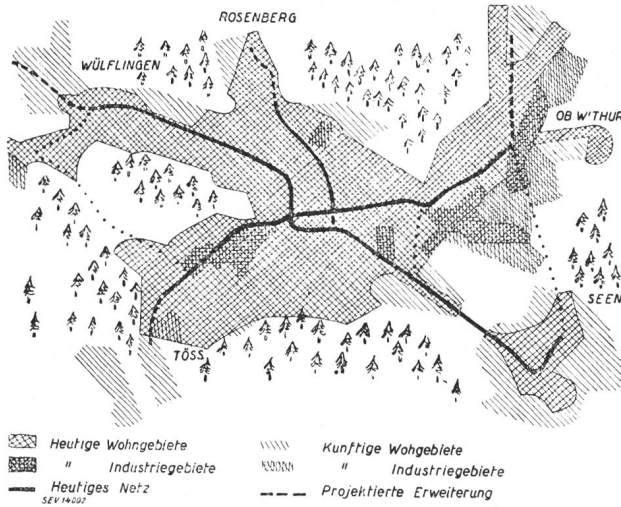 ROSENBERG
WÜLFLINGEN
OB. W'THUR
SEEN
TÖSS
Heutige Wohngebiete
" Industriegebiete
Heutiges Netz
SEV 14002
Kunftige Wohgebiete
" Industriegebiete
Projektierte Erweiterung